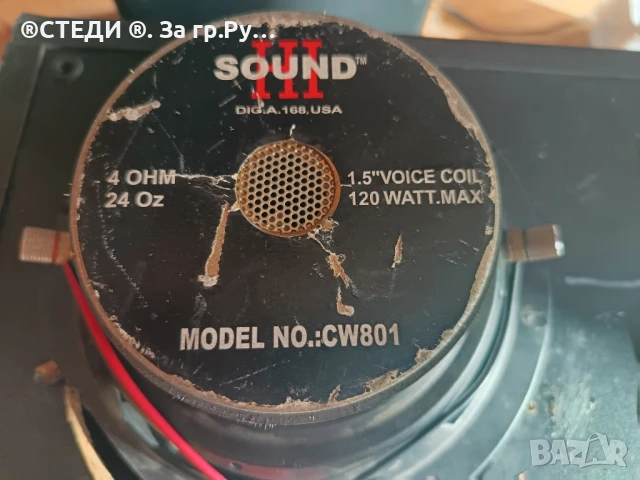 ®СТЕДИ ®. За гр.Ру...
SOUND™
III
DIG.A.168,USA
4 OHM
24 Oz
1.5"VOICE COIL
120 WATT.MAX
MODEL NO.:CW801
BAZAR